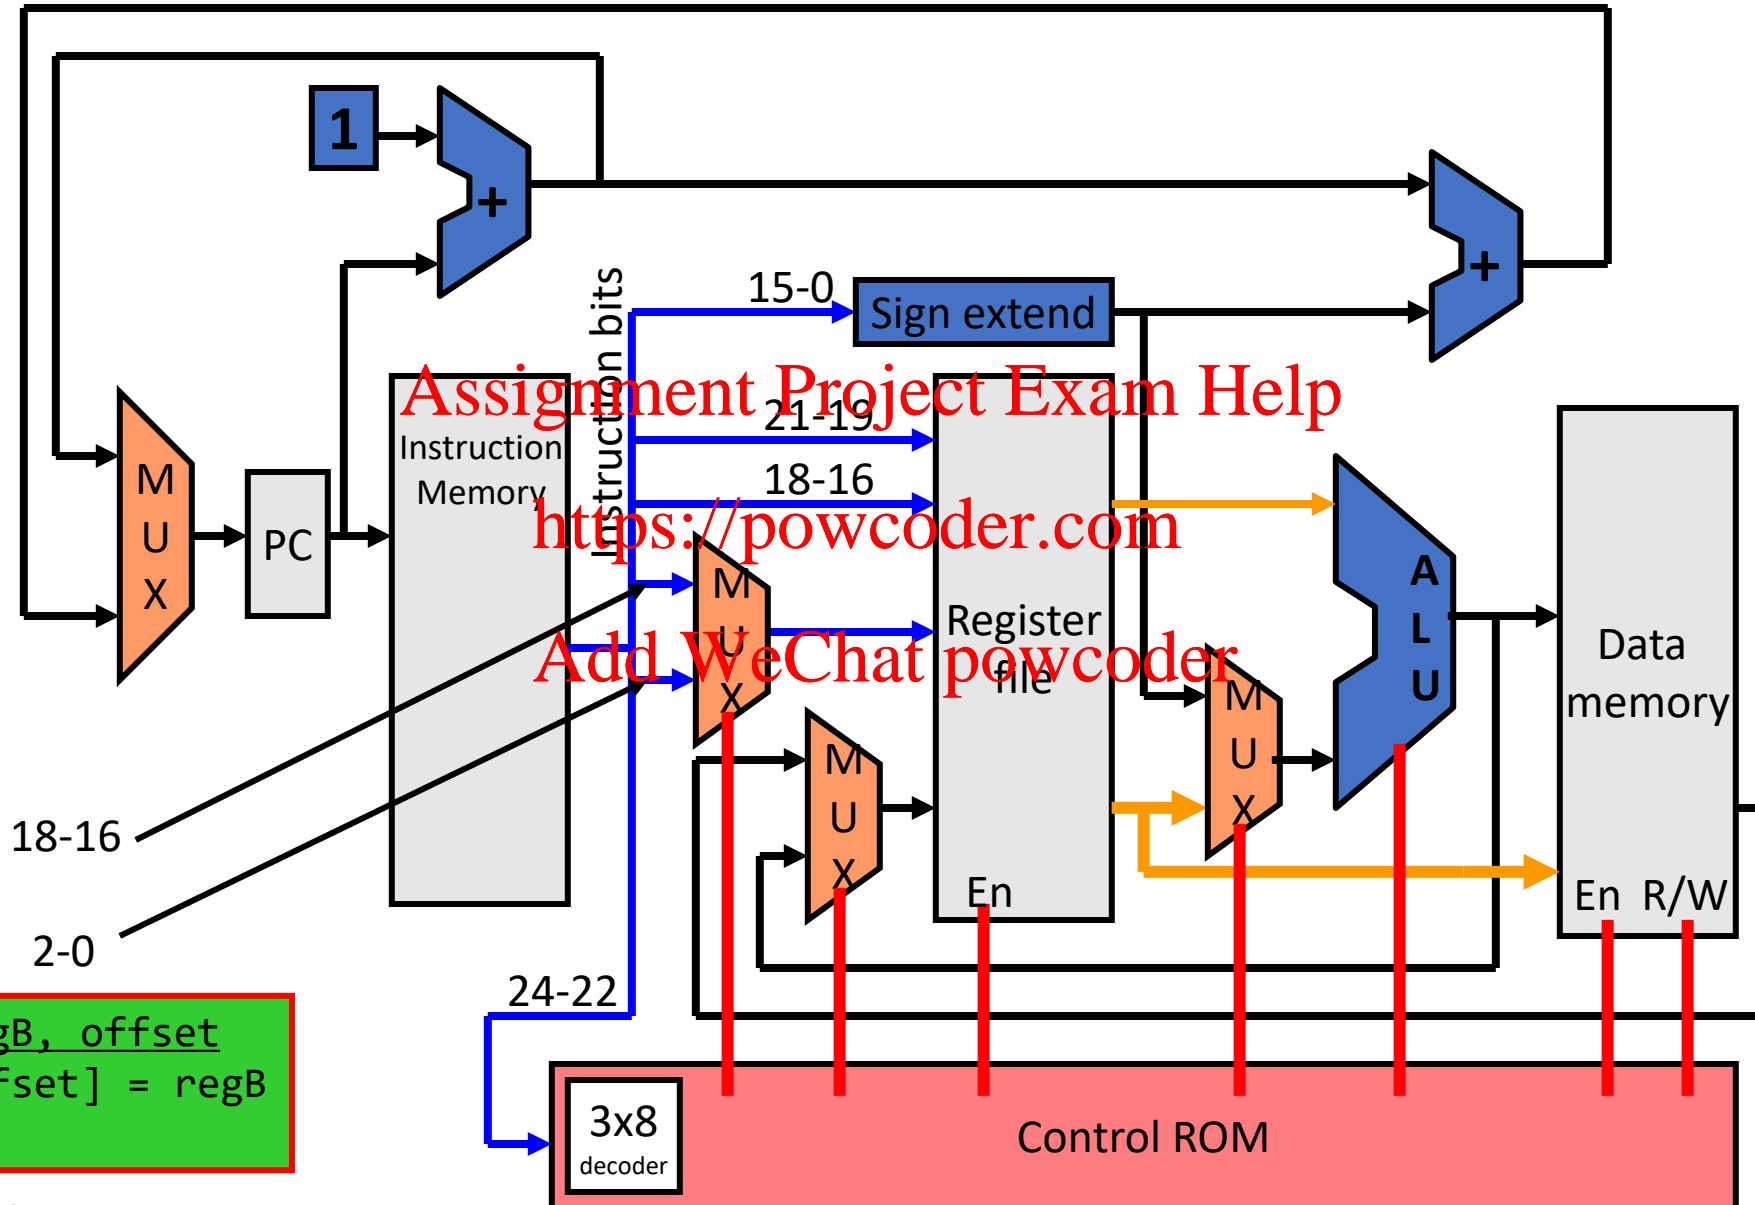 1
+
+
Instruction bits
15-0
Sign extend
Assignment Project Exam Help
21-19
Instruction
Memory
18-16
https://powcoder.com
M
U
X
PC
M
U
X
Register
file
Add WeChat powcoder
A
L
U
Data
memory
M
U
X
M
U
X
18-16
2-0
En
En R/W
24-22
gB, offset
fset] = regB
3x8
decoder
Control ROM